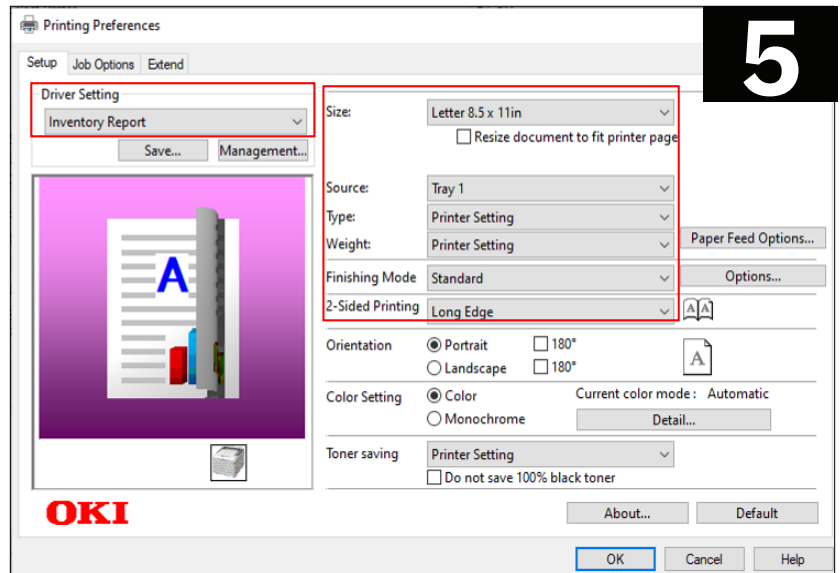 Printing Preferences
5
Setup Job Options Extend
Driver Setting
Inventory Report
Save... Management...
A
OKI
Size: Letter 8.5 x 11in
Resize document to fit printer page
Source: Tray 1
Type: Printer Setting
Weight: Printer Setting Paper Feed Options...
Finishing Mode Standard Options...
2-Sided Printing Long Edge A A
Orientation Portrait 180°
Landscape 180° A
Color Setting Color Current color mode : Automatic
Monochrome Detail...
Toner saving Printer Setting
Do not save 100% black toner
About... Default
OK Cancel Help